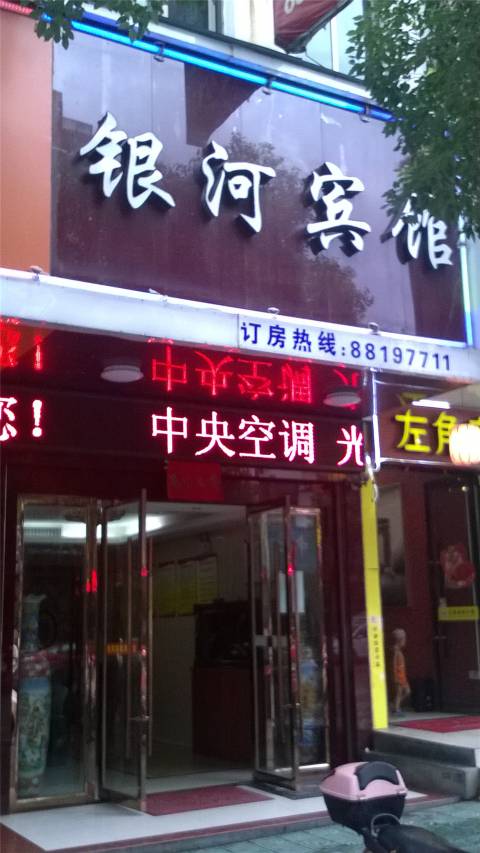 银河宾馆
订房热线:88197711
您! 中央空调 光
左角